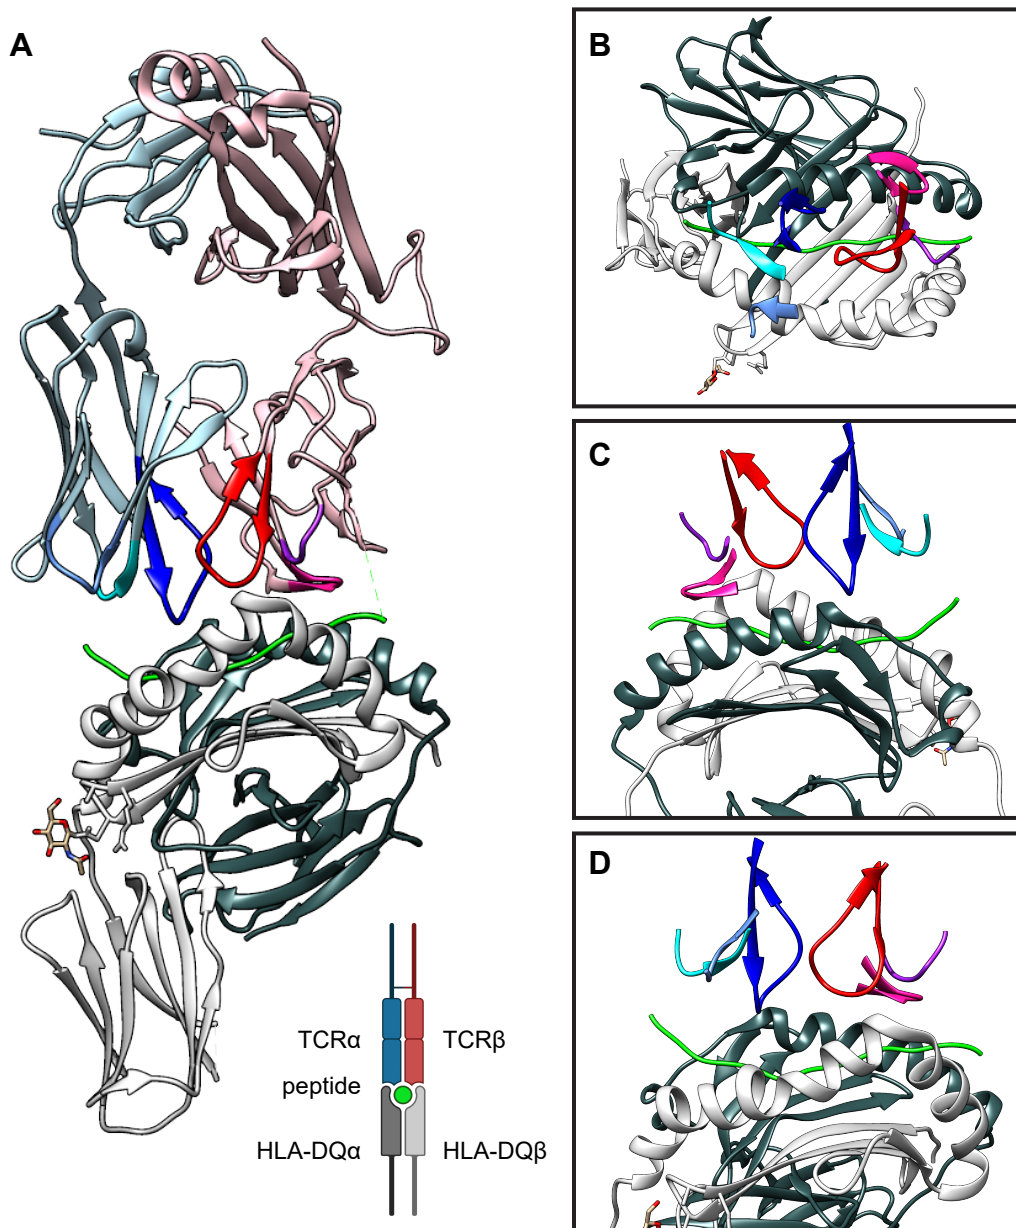 A
B
C
D
TCRα
TCRβ
peptide
HLA-DQα
HLA-DQβ